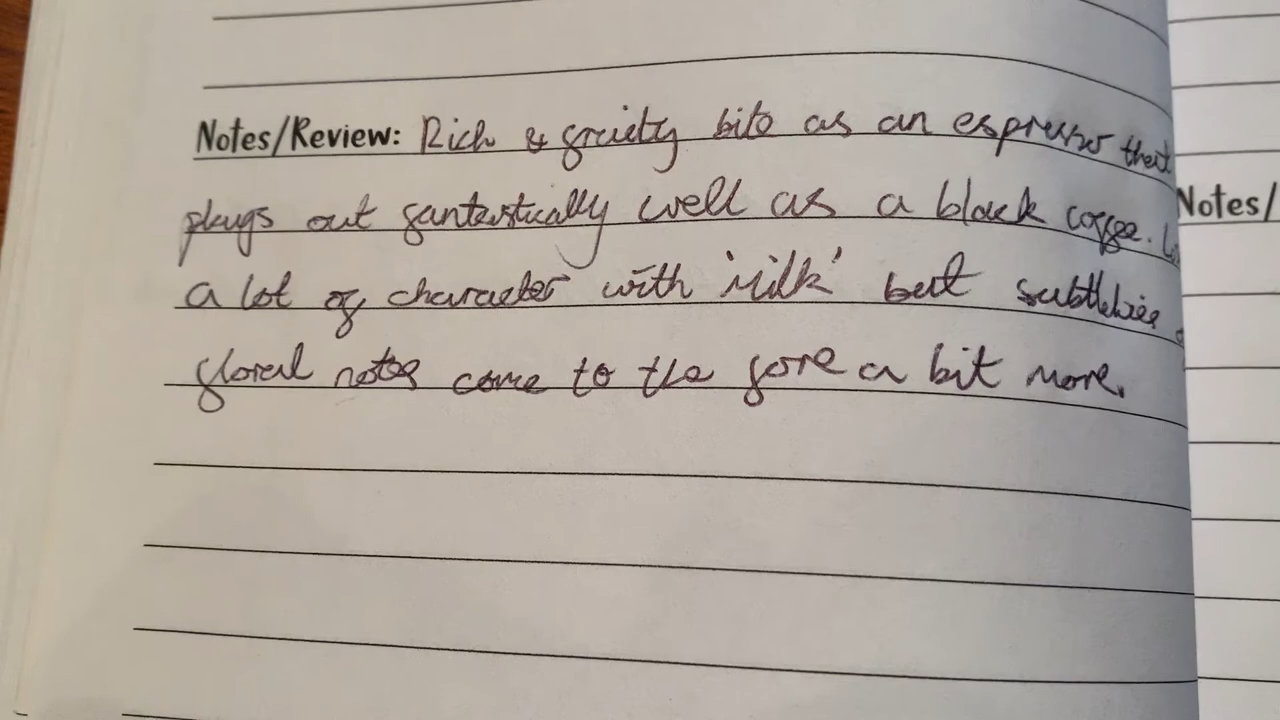 Notes/Review: Rich & fruity bite as an espresso that
plays out fantastically well as a black coffee.
a lot of character with 'milk' but subtleties
floral notes come to the fore a bit more.
Notes/